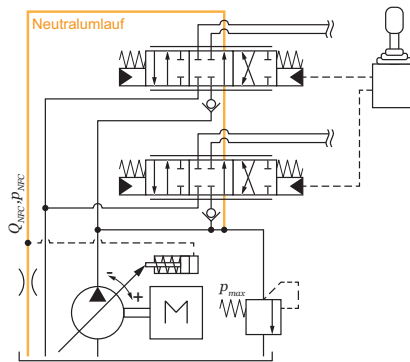 Neutralumlauf
Q_NFC, p_NFC
p_max
-
+
M